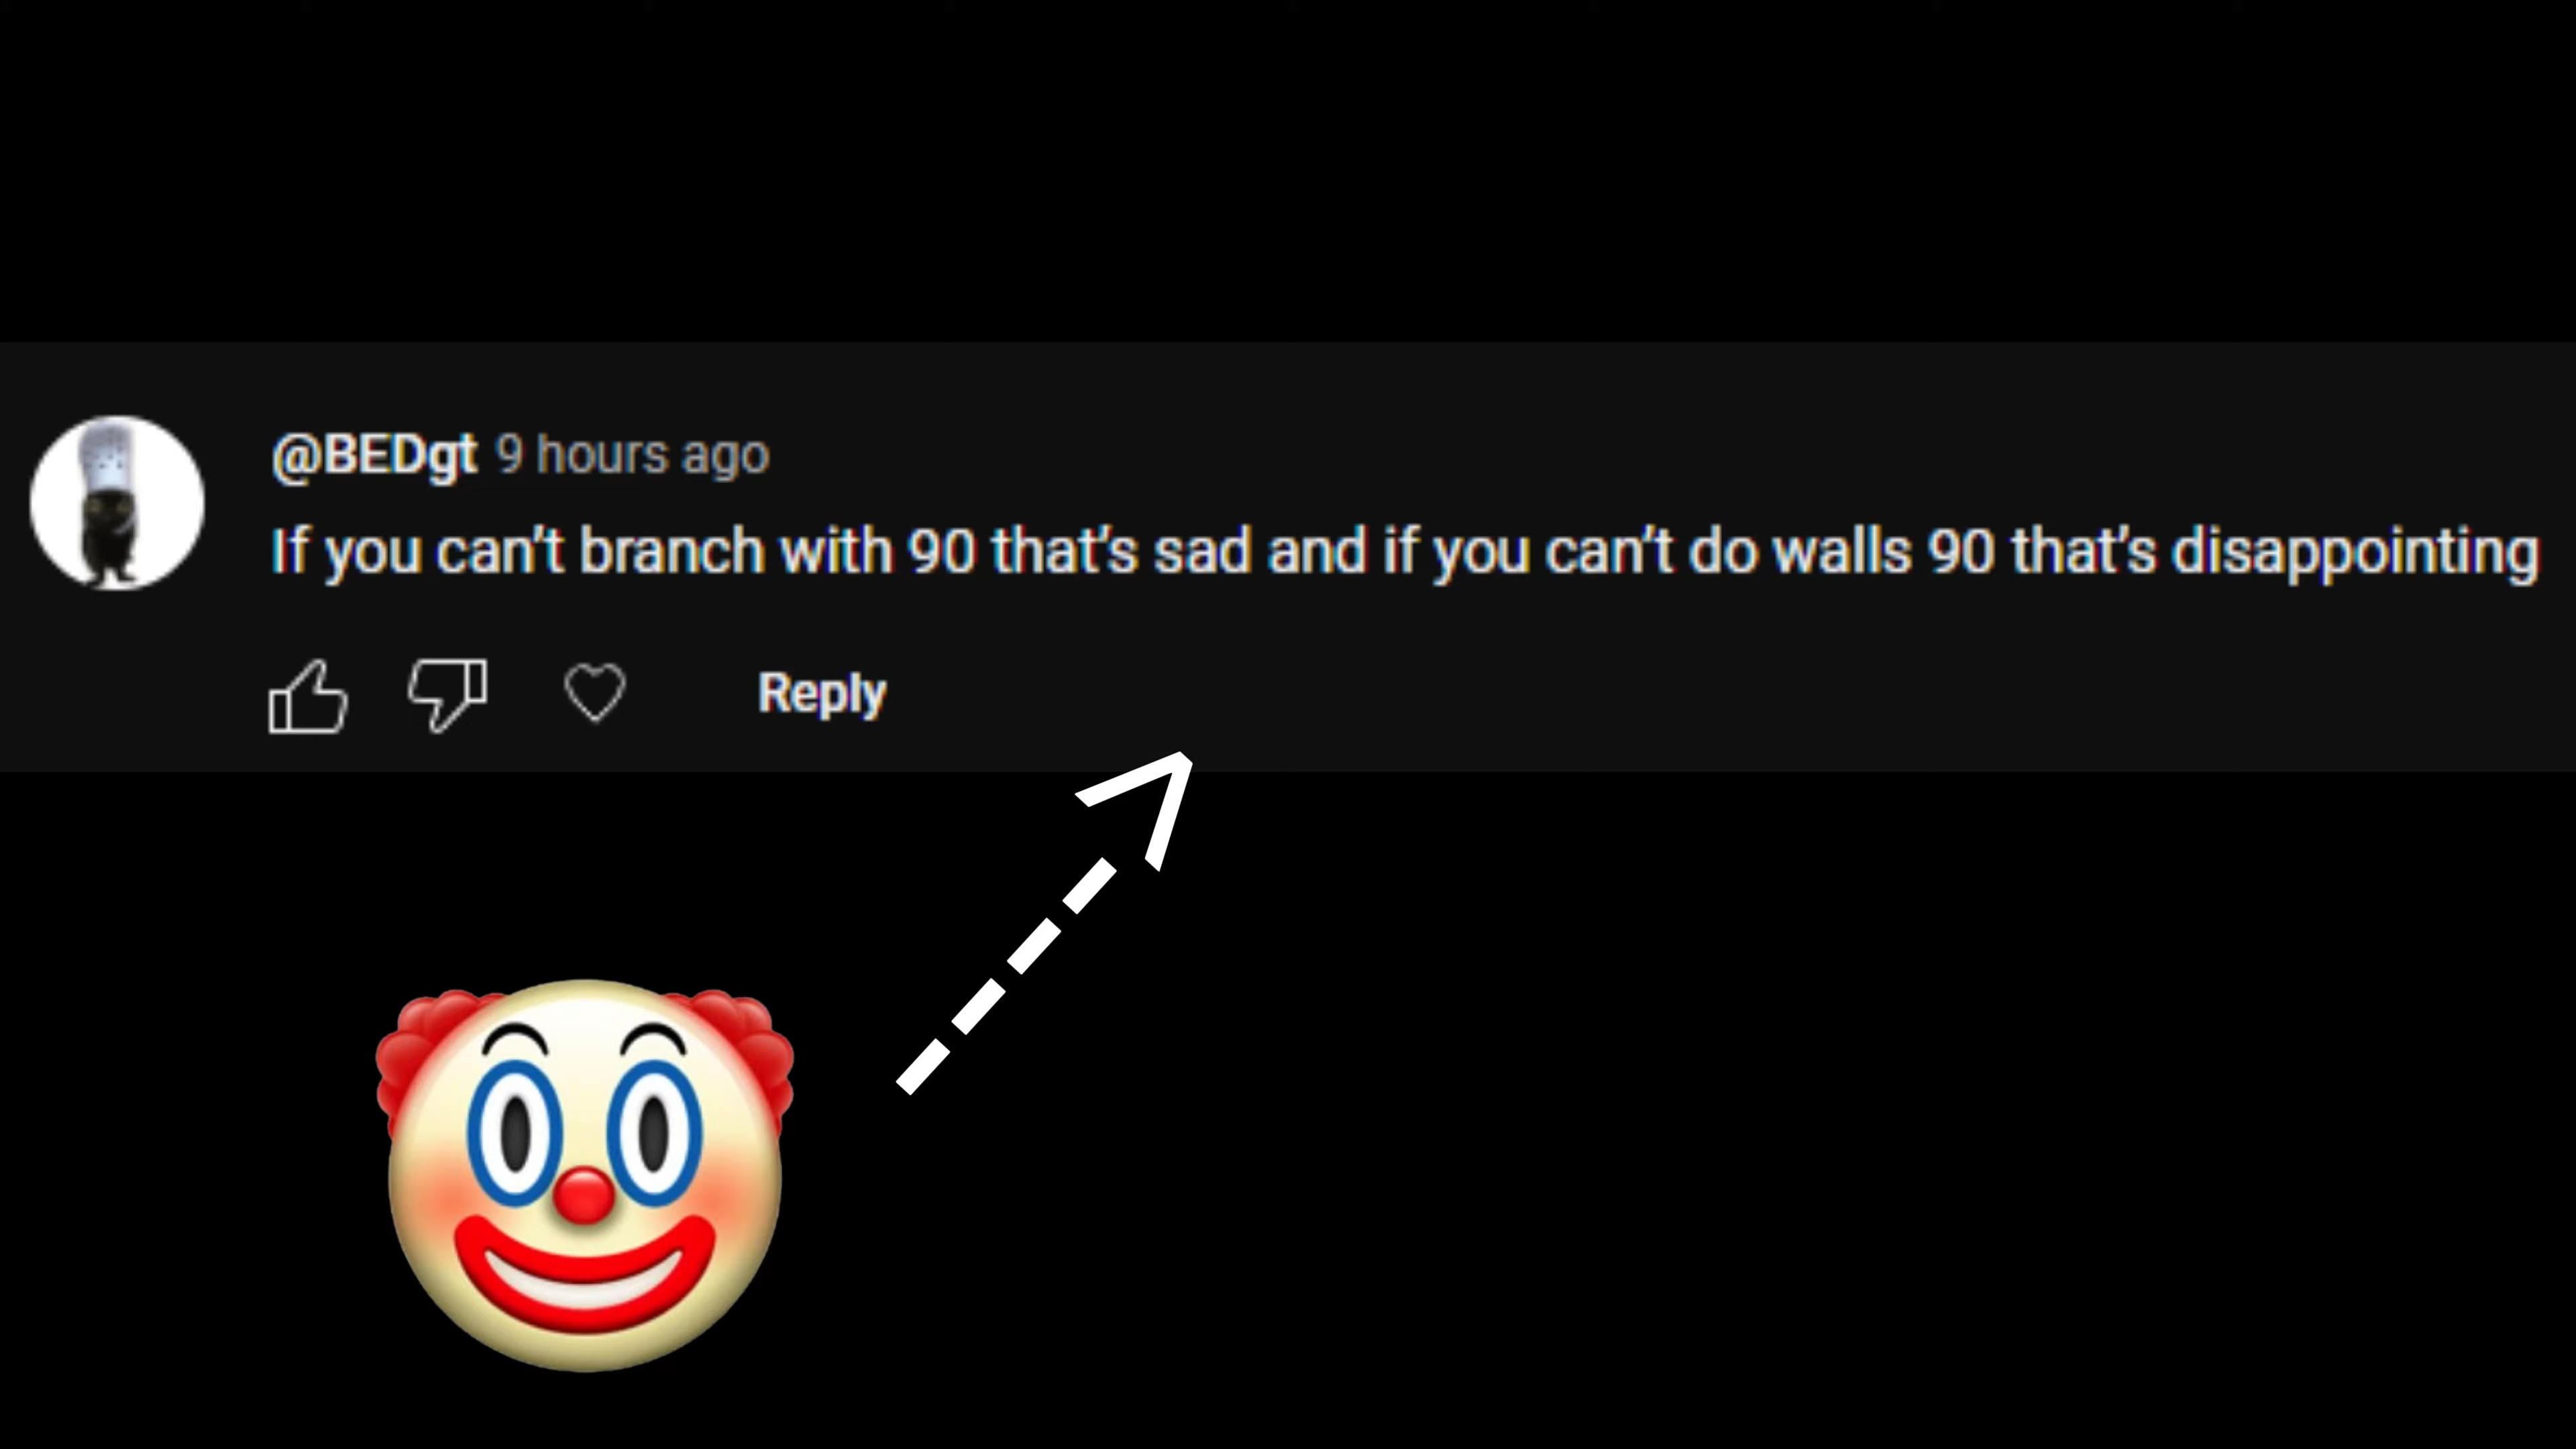 @BEDgt 9 hours ago
If you can’t branch with 90 that’s sad and if you can’t do walls 90 that’s disappointing
Reply